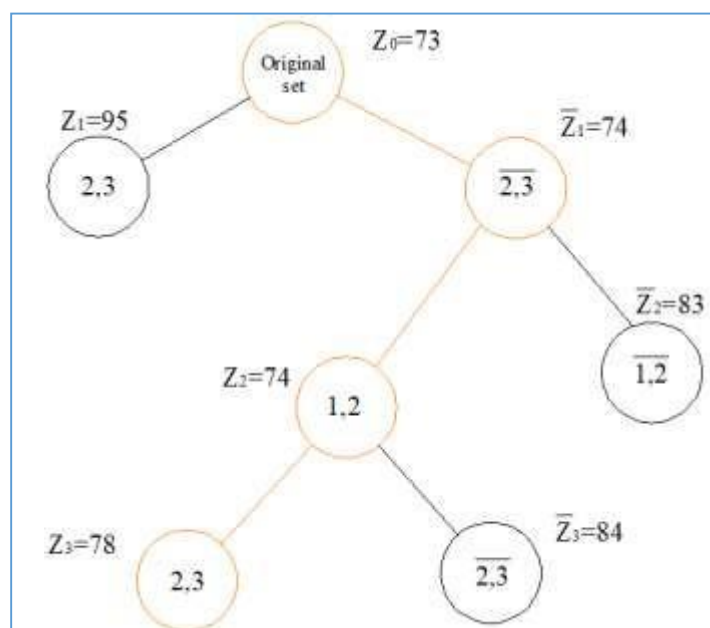 Z₀=73
Original
set
Z₁=95
Z̅₁=74
2,3
2̅,̅3̅
Z̅₂=83
Z₂=74
1̅,̅2̅
1,2
Z₃=78
Z̅₃=84
2,3
2̅,̅3̅